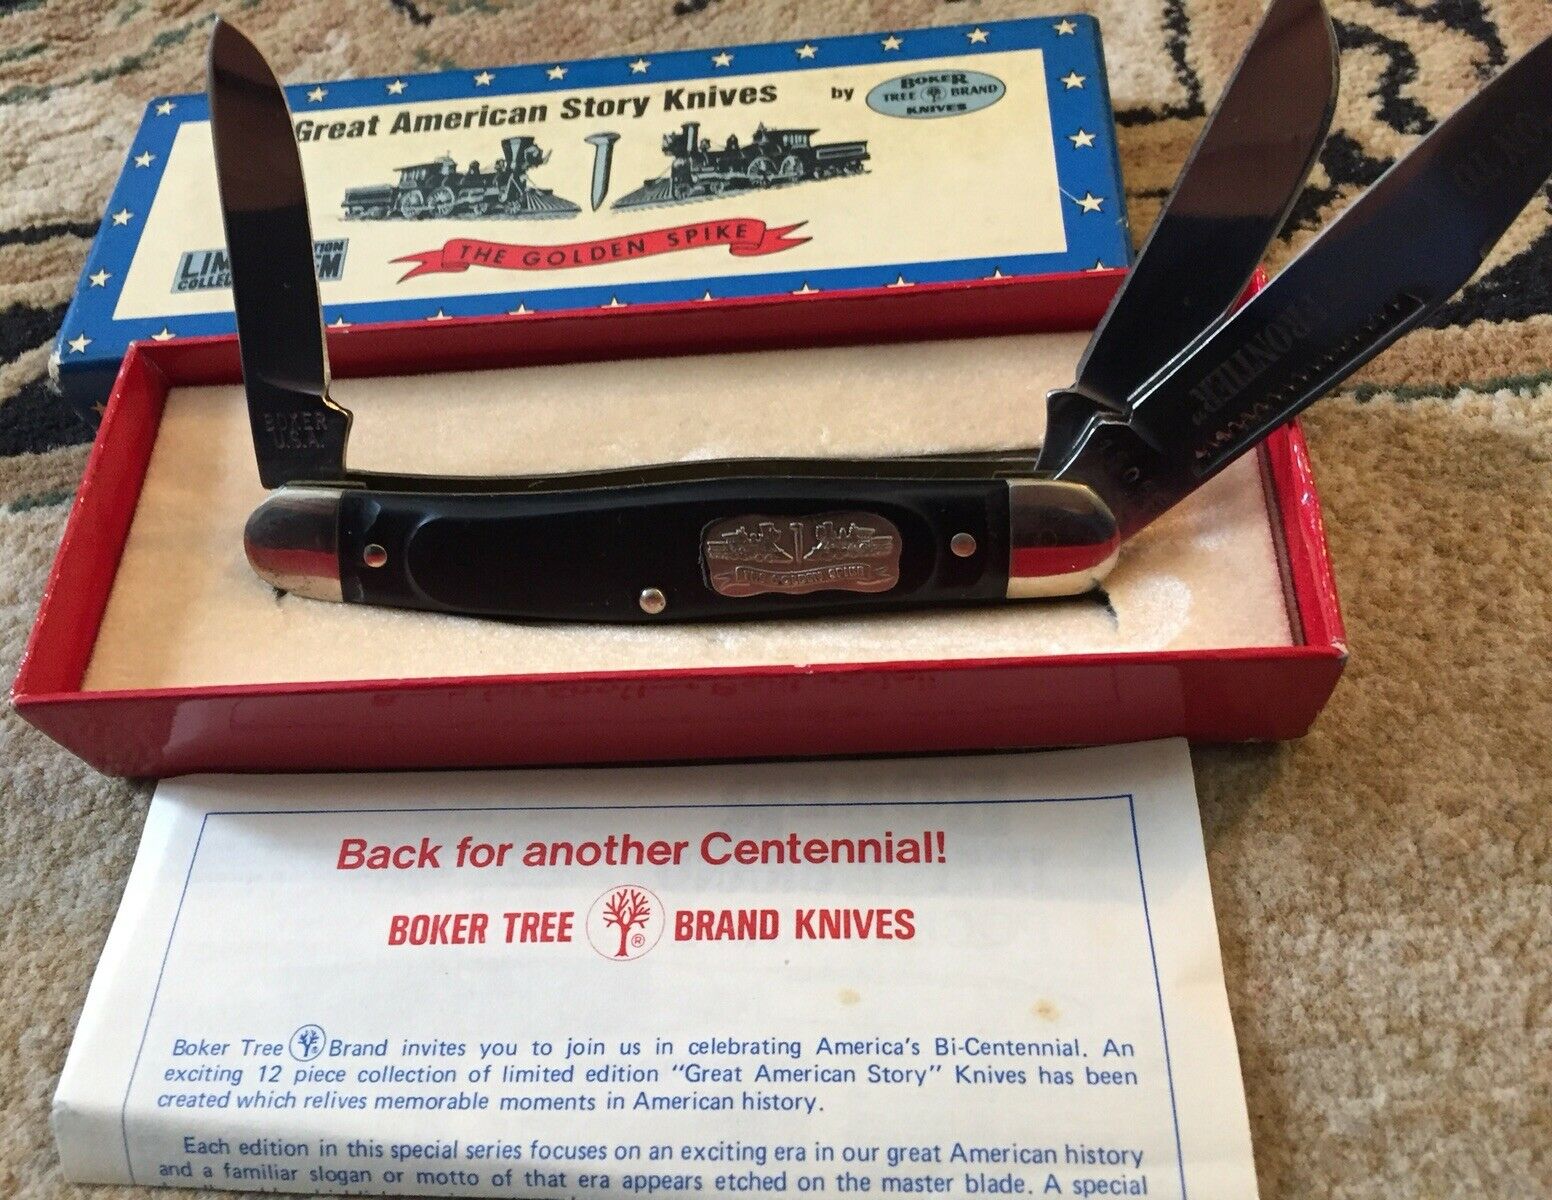 Great American Story Knives by
BOKER
TREE BRAND
KNIVES
THE GOLDEN SPIKE
BOKER
U.S.A.
FRONTIER"
THE GOLDEN SPIKE
Back for another Centennial!
BOKER TREE ® BRAND KNIVES
Boker Tree ® Brand invites you to join us in celebrating America's Bi-Centennial. An
exciting 12 piece collection of limited edition "Great American Story" Knives has been
created which relives memorable moments in American history.
Each edition in this special series focuses on an exciting era in our great American history
and a familiar slogan or motto of that era appears etched on the master blade. A special